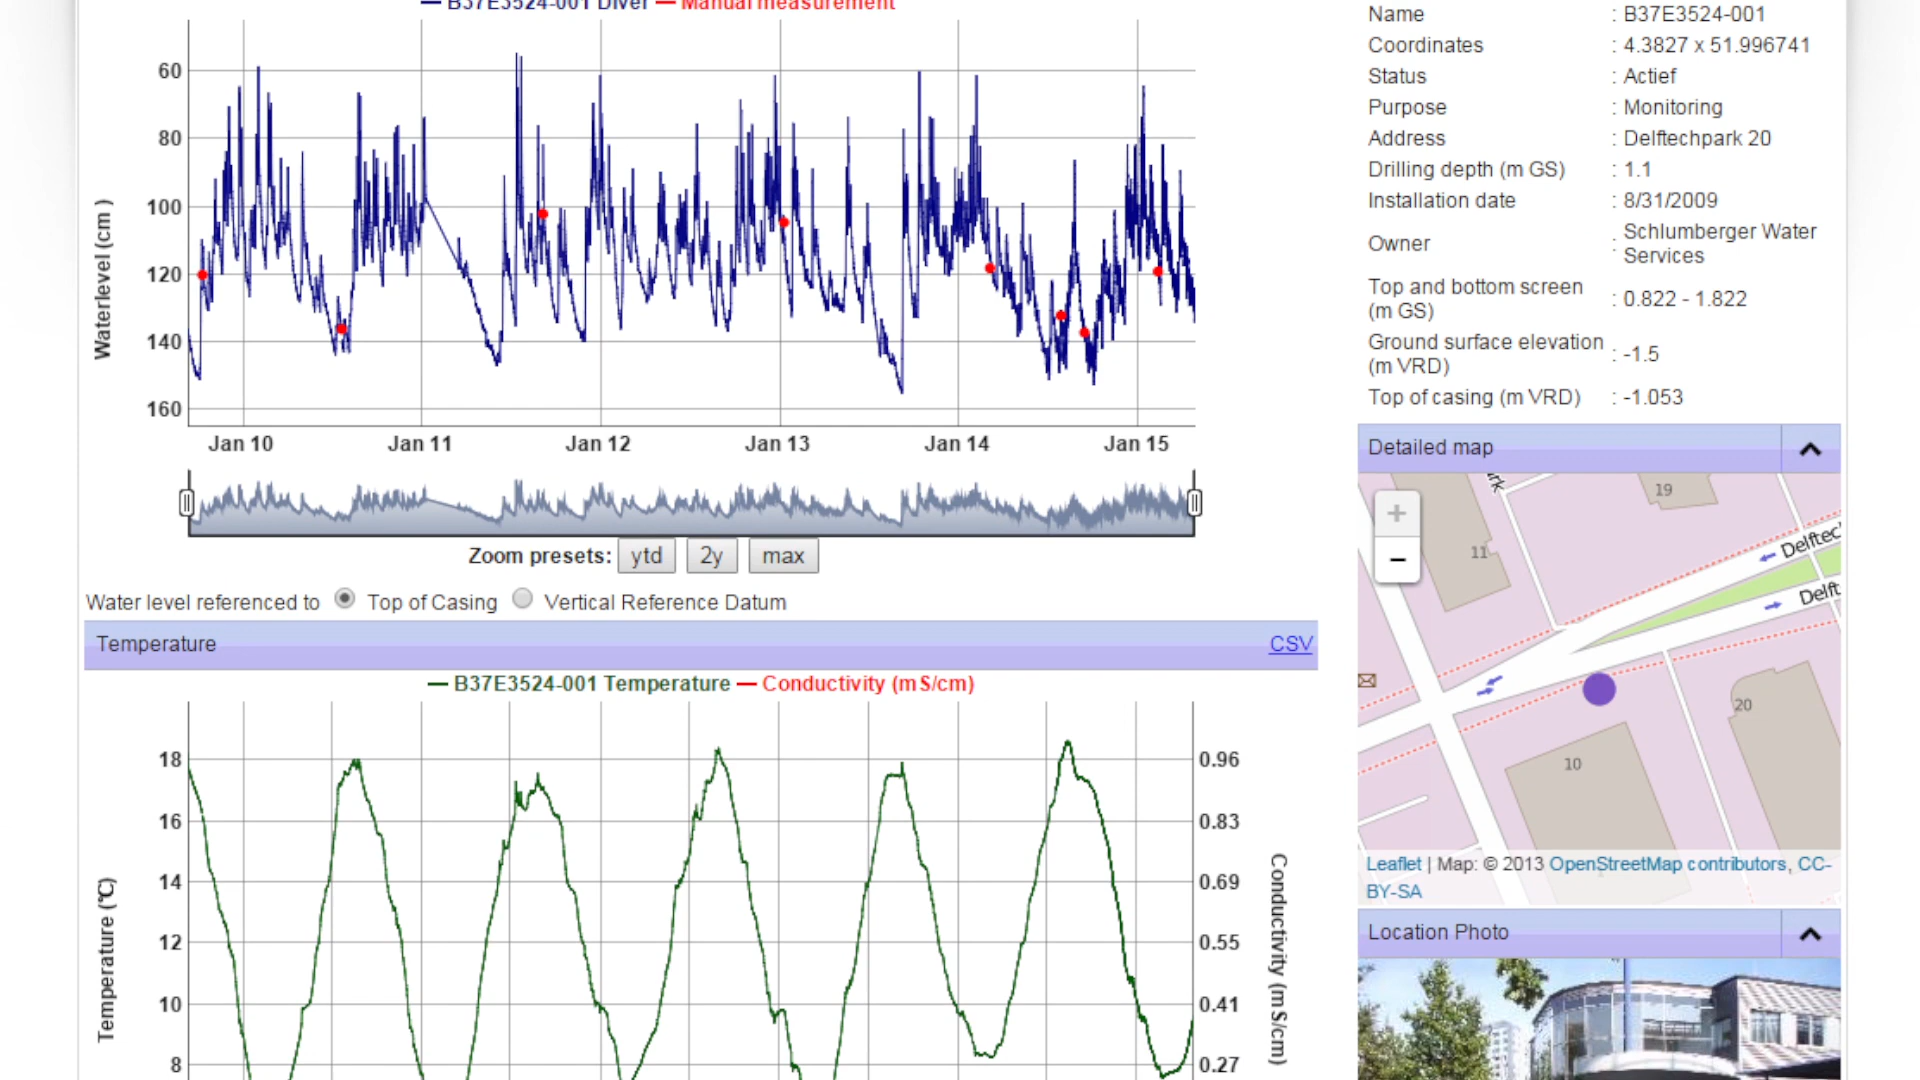 B37E3524-001 Diver Manual measurement
60
80
100
120
140
160
Waterlevel (cm )
Jan 10 Jan 11 Jan 12 Jan 13 Jan 14 Jan 15
Zoom presets: ytd 2y max
Water level referenced to Top of Casing Vertical Reference Datum
Temperature CSV
B37E3524-001 Temperature Conductivity (mS/cm)
18
16
14
12
10
8
Temperature (°C)
0.96
0.83
0.69
0.55
0.41
0.27
Conductivity (mS/cm)
Name : B37E3524-001
Coordinates : 4.3827 x 51.996741
Status : Actief
Purpose : Monitoring
Address : Delftechpark 20
Drilling depth (m GS) : 1.1
Installation date : 8/31/2009
Owner : Schlumberger Water
Services
Top and bottom screen
(m GS) : 0.822 - 1.822
Ground surface elevation
(m VRD) : -1.5
Top of casing (m VRD) : -1.053
Detailed map
+
−
rk
19
11
Delftec
Delft
20
10
Leaflet | Map: © 2013 OpenStreetMap contributors, CC-
BY-SA
Location Photo